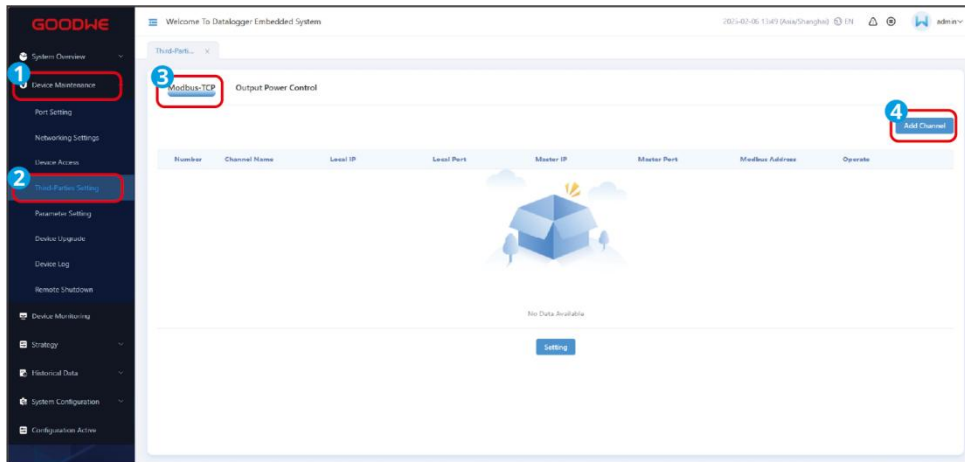 GOODWE
Welcome To Datalogger Embedded System
2025-02-06 13:49 (Asia/Shanghai) EN admin
System Overview
Third-Parti... ×
1
Device Maintenance
3
Modbus-TCP Output Power Control
Port Setting
4
Add Channel
Networking Settings
Device Access
Number Channel Name Local IP Local Port Master IP Master Port Modbus Address Operate
2
Third-Parties Setting
Parameter Setting
Device Upgrade
Device Log
Remote Shutdown
Device Monitoring
No Data Available
Strategy
Setting
Historical Data
System Configuration
Configuration Active